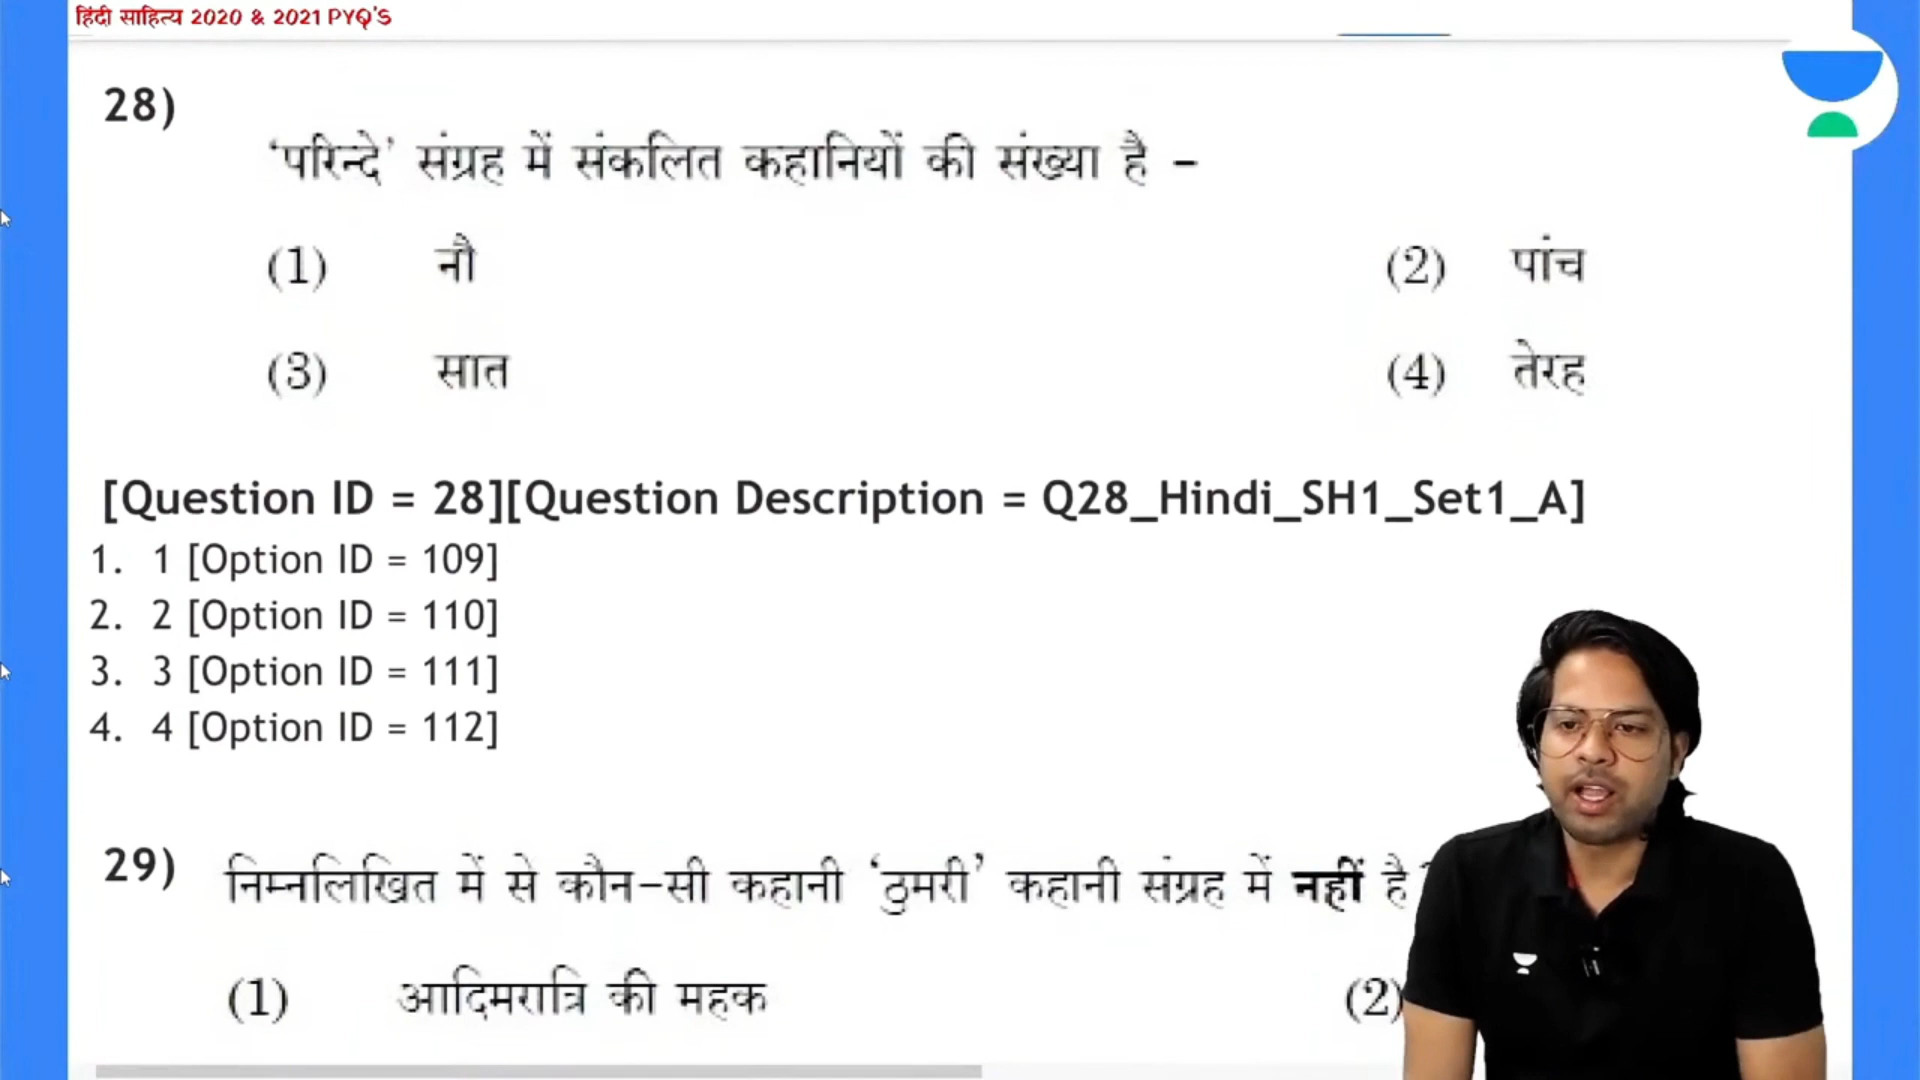 हिंदी साहित्य 2020 & 2021 PYQ'S
28)
‘परिन्दे’ संग्रह में संकलित कहानियों की संख्या है –
(1) नौ (2) पांच
(3) सात (4) तेरह
[Question ID = 28][Question Description = Q28_Hindi_SH1_Set1_A]
1. 1 [Option ID = 109]
2. 2 [Option ID = 110]
3. 3 [Option ID = 111]
4. 4 [Option ID = 112]
29) निम्नलिखित में से कौन-सी कहानी ‘ठुमरी’ कहानी संग्रह में नहीं है
(1) आदिमरात्रि की महक (2)